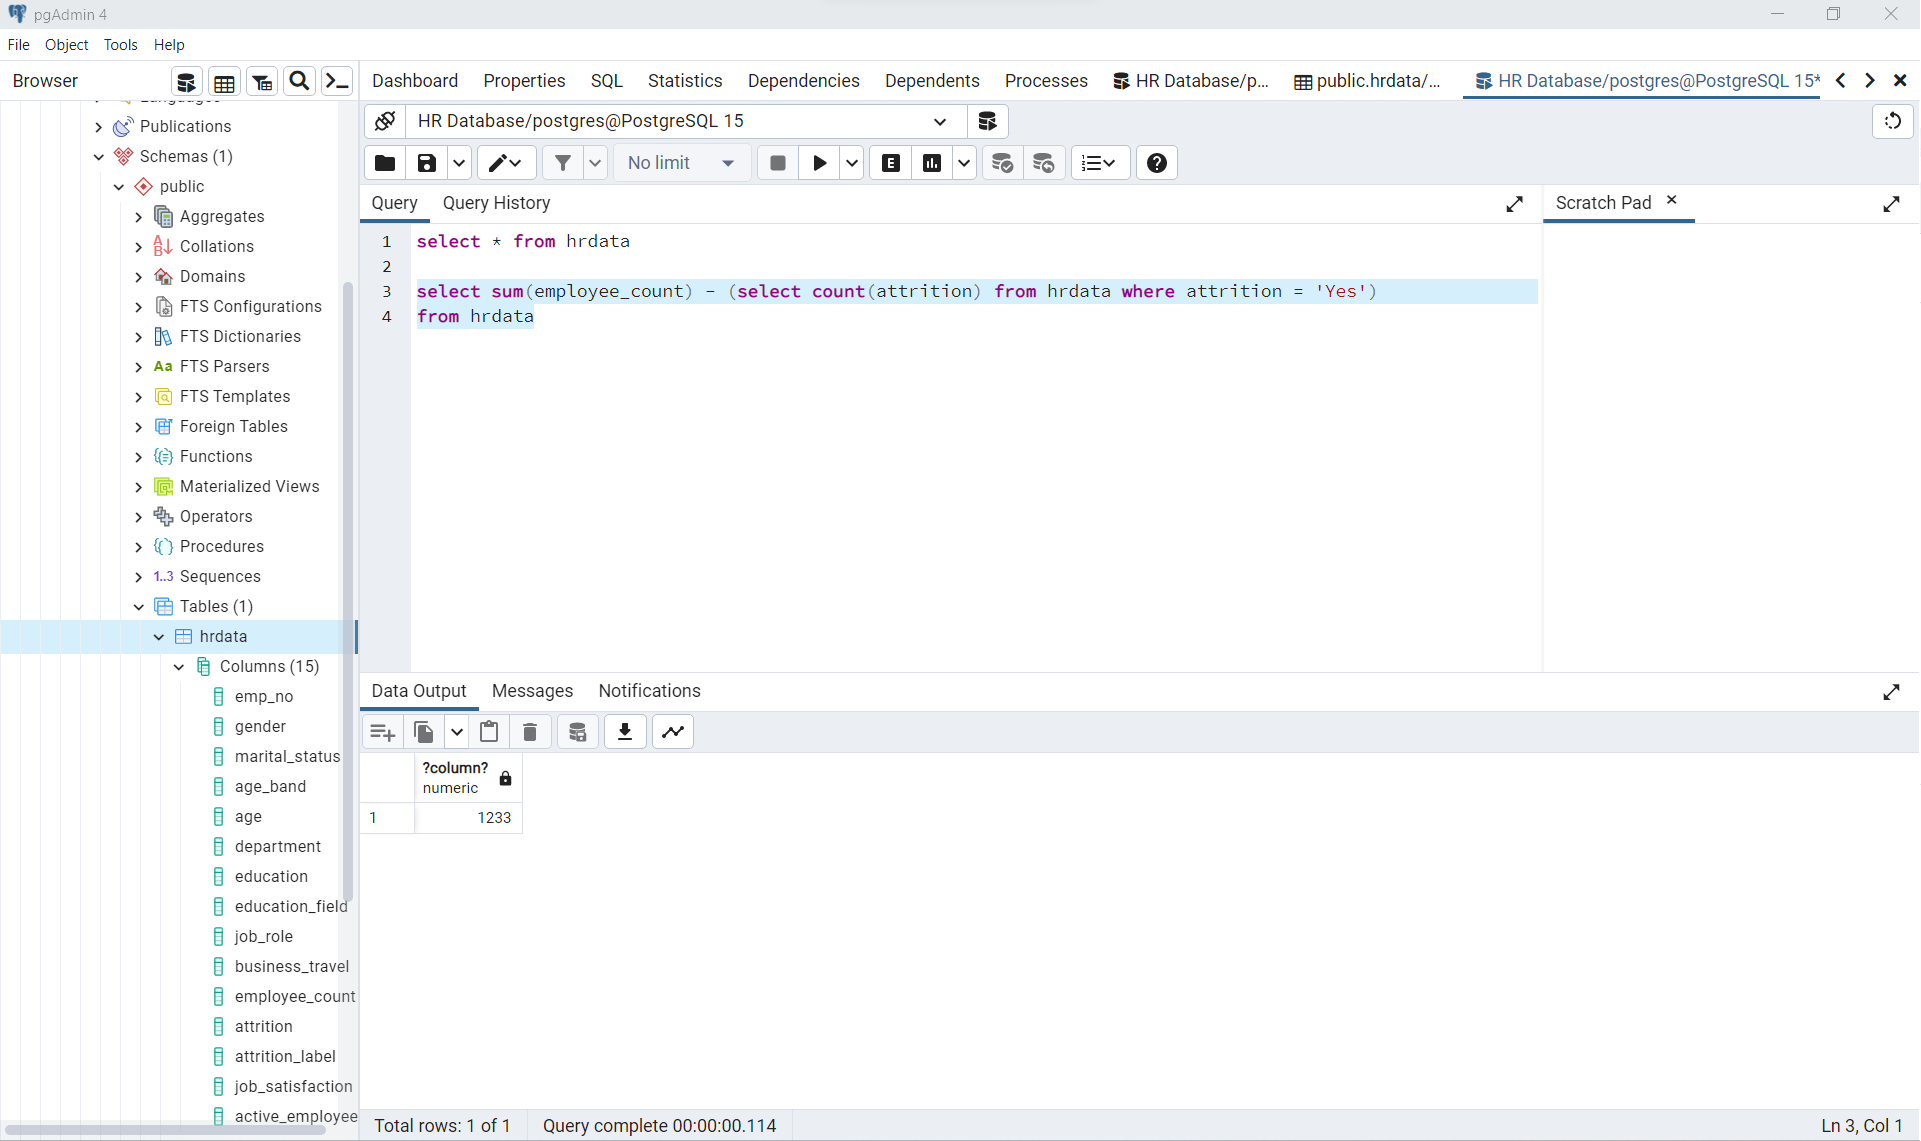 pgAdmin 4
File Object Tools Help
Browser
Dashboard Properties SQL Statistics Dependencies Dependents Processes HR Database/p... public.hrdata/... HR Database/postgres@PostgreSQL 15*
Languages
Publications
Schemas (1)
public
Aggregates
Collations
Domains
FTS Configurations
FTS Dictionaries
Aa FTS Parsers
FTS Templates
Foreign Tables
Functions
Materialized Views
Operators
Procedures
1..3 Sequences
Tables (1)
hrdata
Columns (15)
emp_no
gender
marital_status
age_band
age
department
education
education_field
job_role
business_travel
employee_count
attrition
attrition_label
job_satisfaction
active_employee
HR Database/postgres@PostgreSQL 15
No limit
E
Query Query History
Scratch Pad
1 select * from hrdata
2
3 select sum(employee_count) - (select count(attrition) from hrdata where attrition = 'Yes')
4 from hrdata
Data Output Messages Notifications
?column?
numeric
1 1233
Total rows: 1 of 1 Query complete 00:00:00.114 Ln 3, Col 1